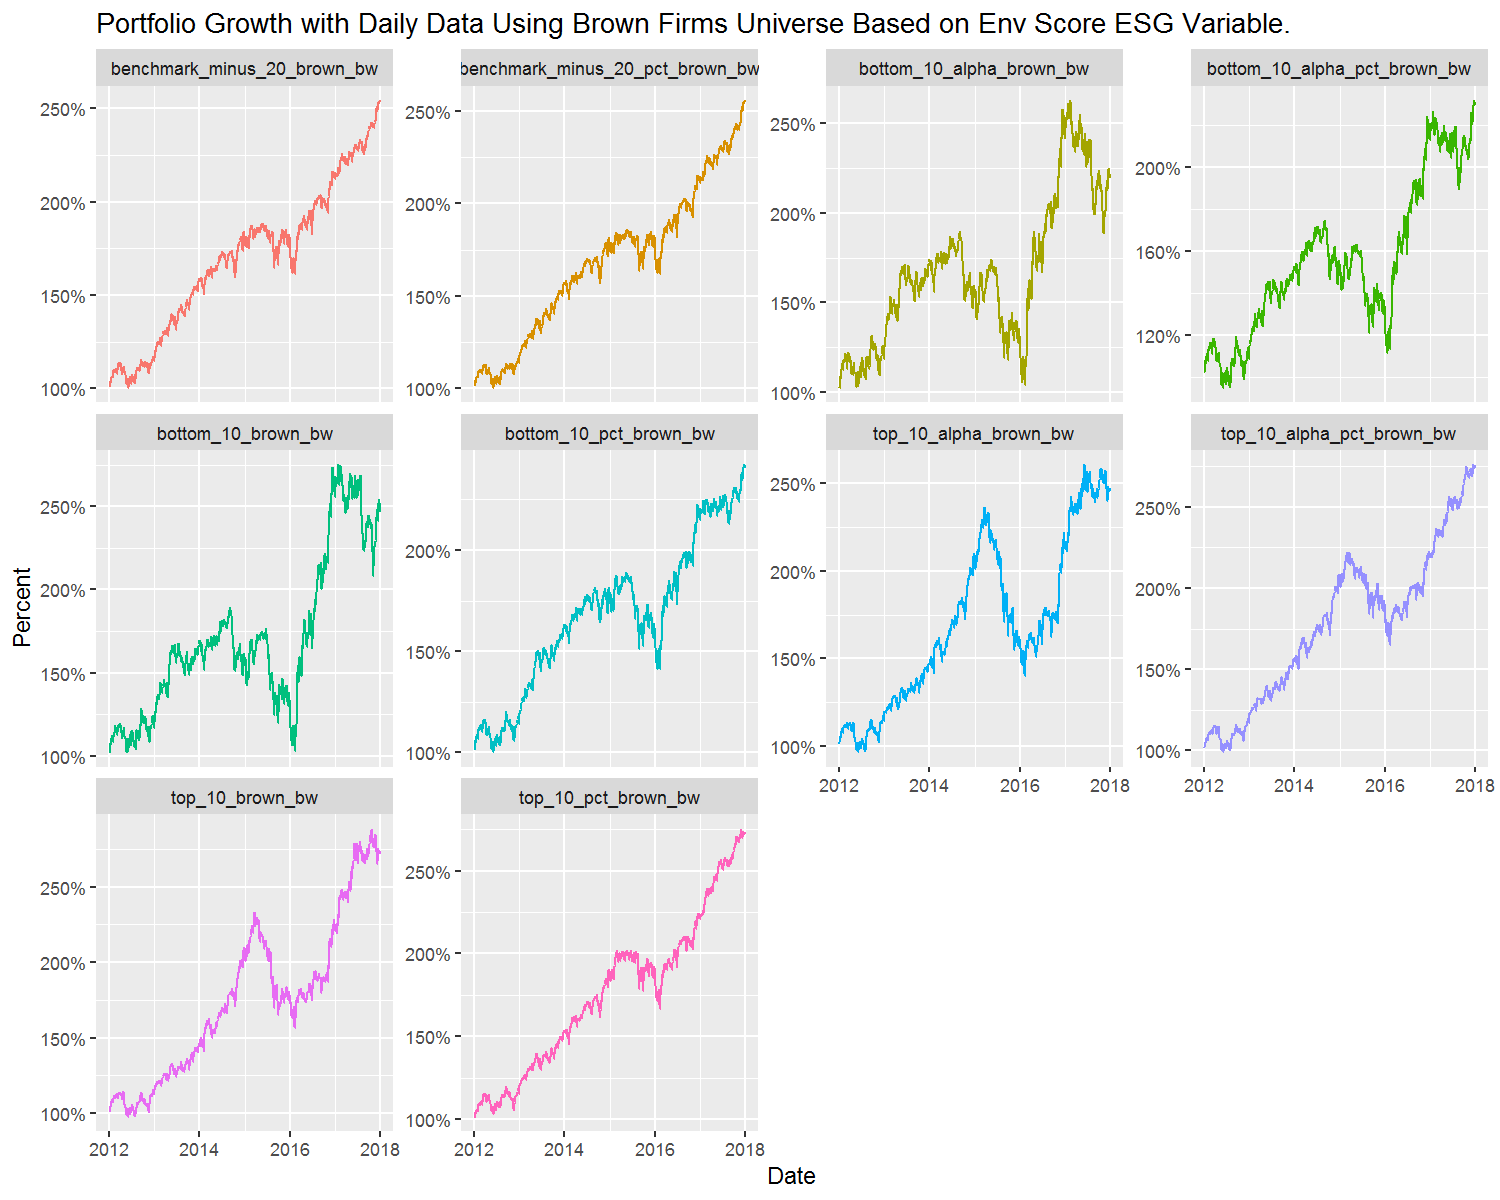 Portfolio Growth with Daily Data Using Brown Firms Universe Based on Env Score ESG Variable.
benchmark_minus_20_brown_bw
benchmark_minus_20_pct_brown_bw
bottom_10_alpha_brown_bw
bottom_10_alpha_pct_brown_bw
250%
200%
150%
100%
250%
200%
150%
100%
250%
200%
150%
100%
200%
160%
120%
bottom_10_brown_bw
bottom_10_pct_brown_bw
top_10_alpha_brown_bw
top_10_alpha_pct_brown_bw
250%
200%
150%
100%
200%
150%
100%
250%
200%
150%
100%
2012 2014 2016 2018
250%
200%
150%
100%
2012 2014 2016 2018
top_10_brown_bw
top_10_pct_brown_bw
250%
200%
150%
100%
2012 2014 2016 2018
250%
200%
150%
100%
2012 2014 2016 2018
Percent
Date